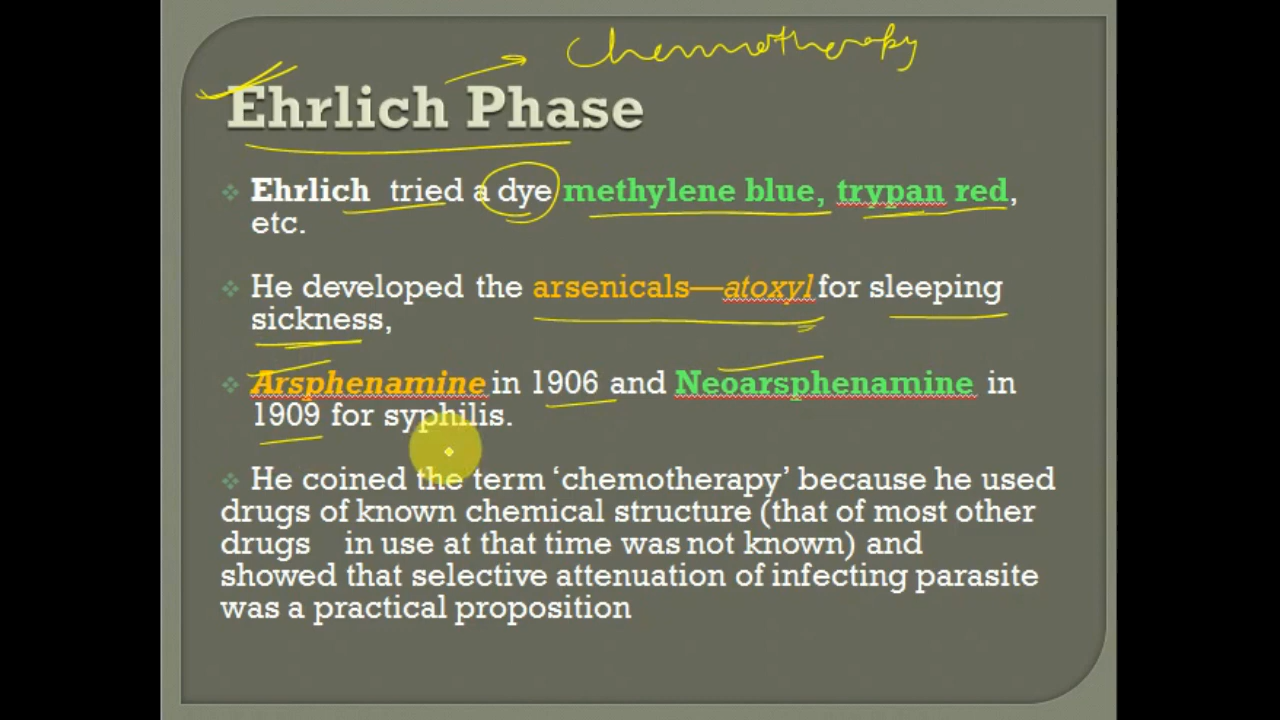 Chemotherapy
Ehrlich Phase
Ehrlich tried a dye methylene blue, trypan red,
etc.
He developed the arsenicals—atoxyl for sleeping
sickness,
Arsphenamine in 1906 and Neoarsphenamine in
1909 for syphilis.
He coined the term ‘chemotherapy’ because he used
drugs of known chemical structure (that of most other
drugs in use at that time was not known) and
showed that selective attenuation of infecting parasite
was a practical proposition